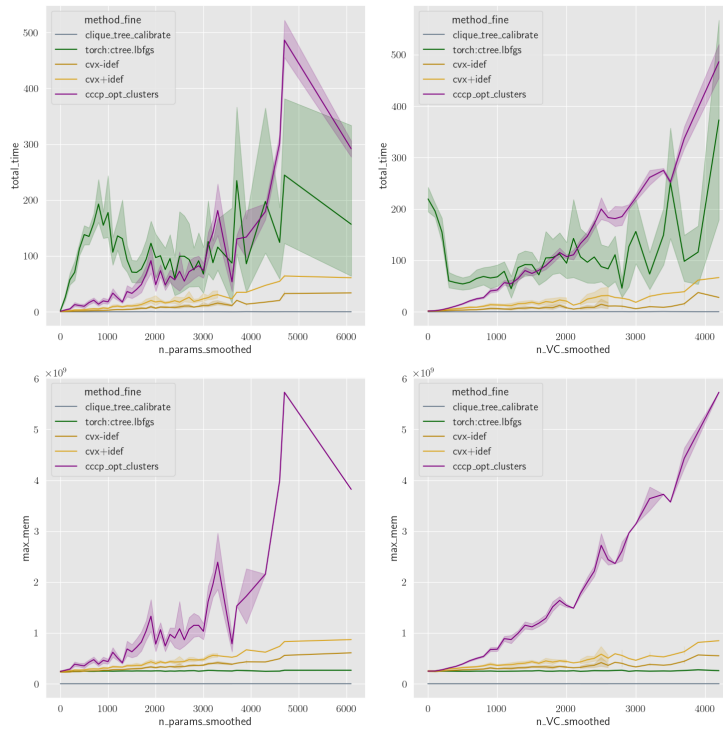 method_fine
clique_tree_calibrate
torch:ctree.lbfgs
cvx-idef
cvx+idef
cccp_opt_clusters
total_time
0
100
200
300
400
500
0 1000 2000 3000 4000 5000 6000
n_params_smoothed
method_fine
clique_tree_calibrate
torch:ctree.lbfgs
cvx-idef
cvx+idef
cccp_opt_clusters
total_time
0
100
200
300
400
500
0 1000 2000 3000 4000
n_VC_smoothed
×10⁹
method_fine
clique_tree_calibrate
torch:ctree.lbfgs
cvx-idef
cvx+idef
cccp_opt_clusters
max_mem
0
1
2
3
4
5
6
0 1000 2000 3000 4000 5000 6000
n_params_smoothed
×10⁹
method_fine
clique_tree_calibrate
torch:ctree.lbfgs
cvx-idef
cvx+idef
cccp_opt_clusters
max_mem
0
1
2
3
4
5
6
0 1000 2000 3000 4000
n_VC_smoothed